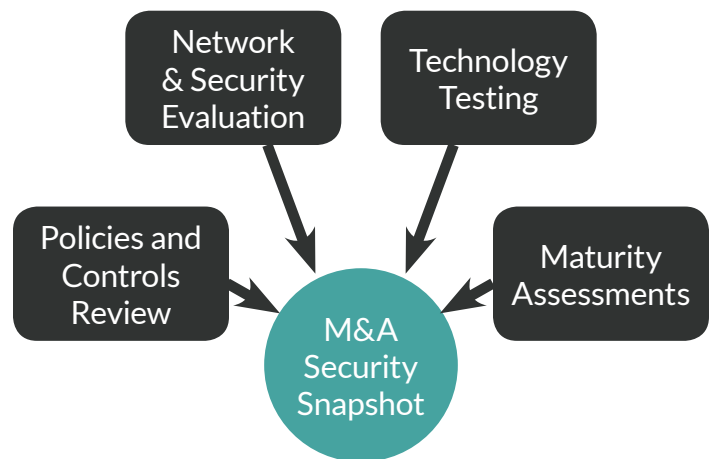 Network
& Security
Evaluation
Technology
Testing
Policies and
Controls
Review
Maturity
Assessments
M&A
Security
Snapshot